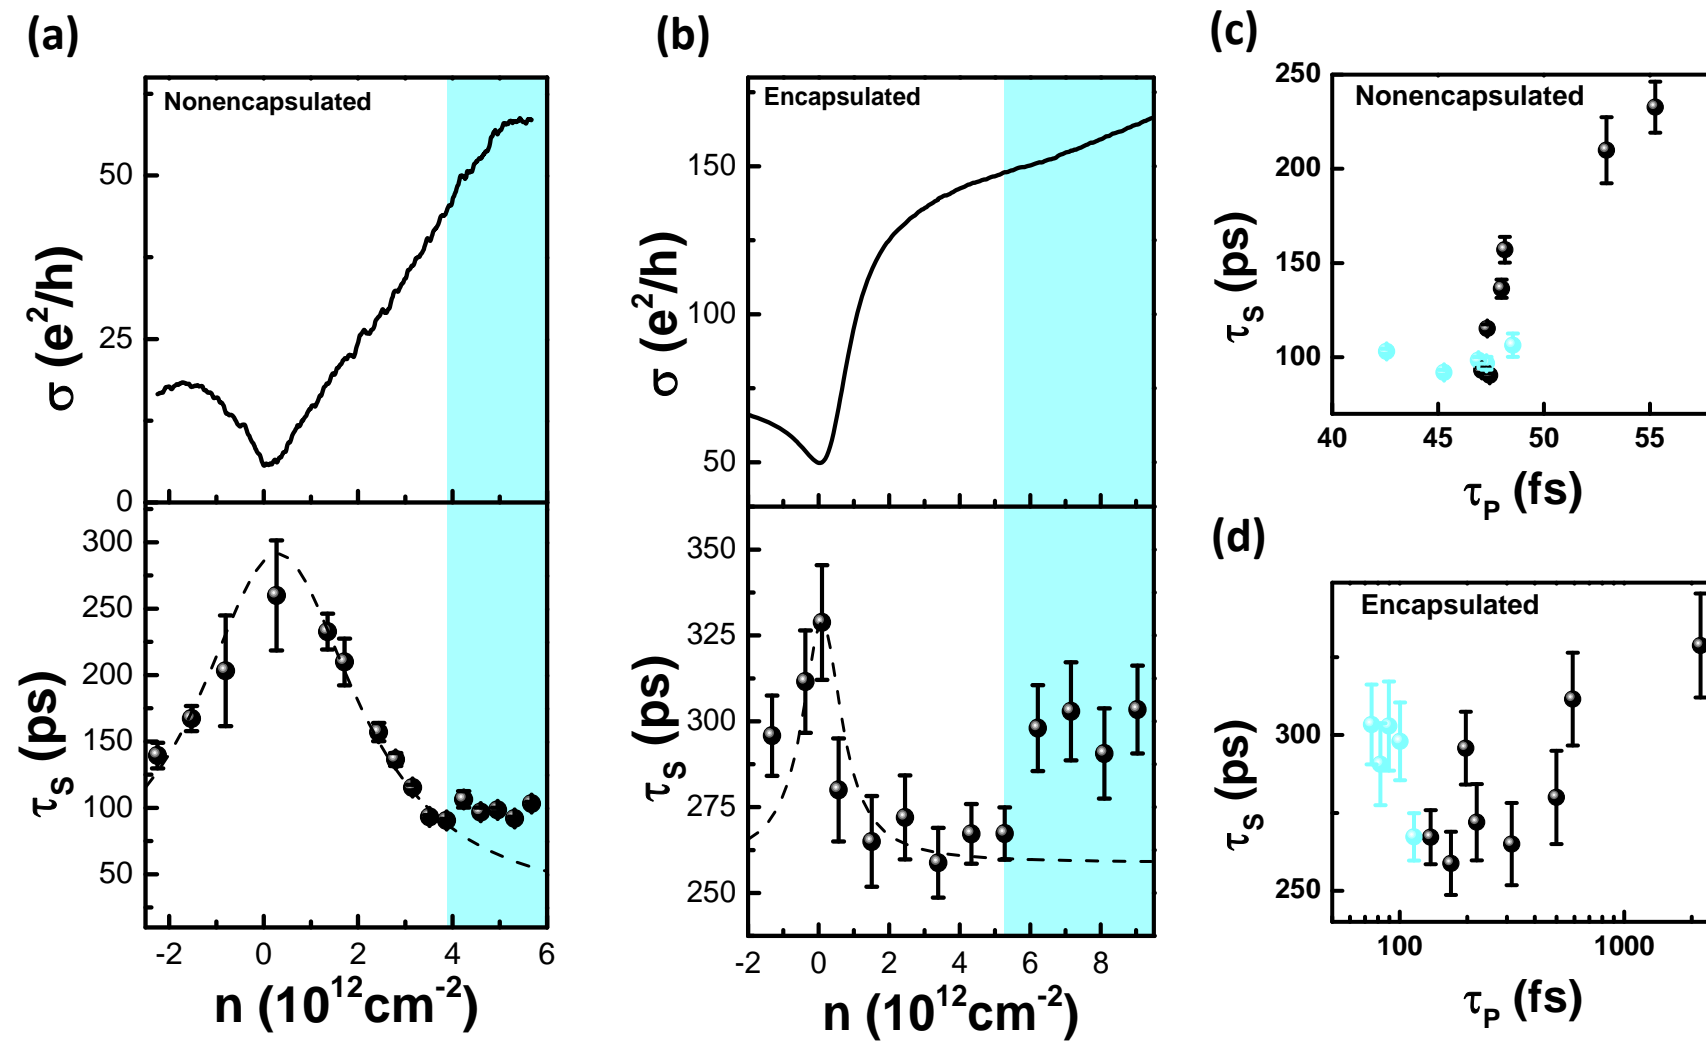 (a)
Nonencapsulated
σ (e²/h)
50
25
0
τS (ps)
300
250
200
150
100
50
-2 0 2 4 6
n (10¹²cm⁻²)
(b)
Encapsulated
σ (e²/h)
150
100
50
τS (ps)
350
325
300
275
250
-2 0 2 4 6 8
n (10¹²cm⁻²)
(c)
Nonencapsulated
τS (ps)
250
200
150
100
40 45 50 55
τP (fs)
(d)
Encapsulated
τS (ps)
300
250
100 1000
τP (fs)